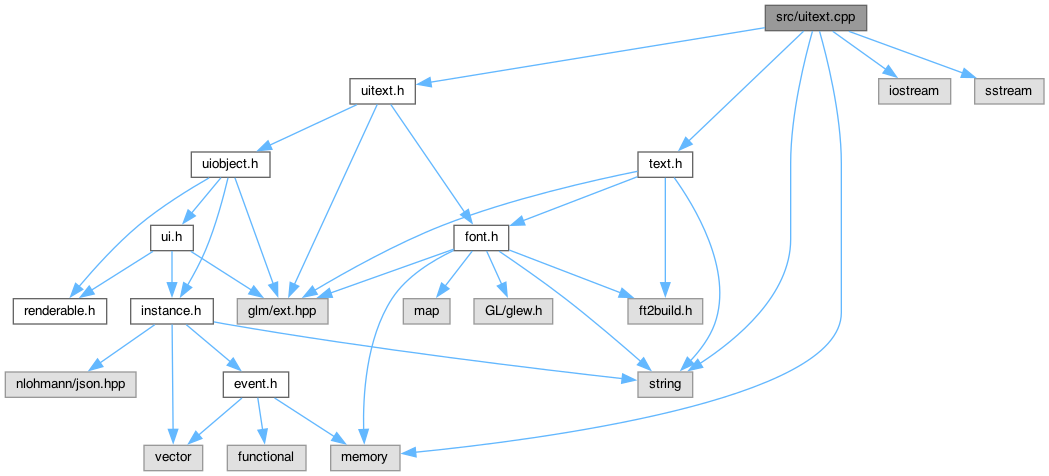 src/uitext.cpp
uitext.h
iostream
sstream
uiobject.h
text.h
ui.h
font.h
renderable.h
instance.h
glm/ext.hpp
map
GL/glew.h
ft2build.h
nlohmann/json.hpp
event.h
string
vector
functional
memory